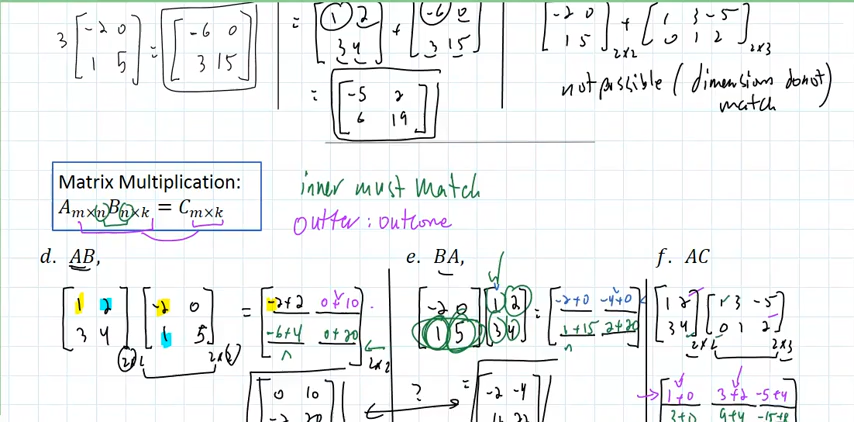 3 [-2 0; 1 5] = [-6 0; 3 15]
= [1 2; 3 4] + [-6 0; 3 15]
= [-5 2; 6 19]
[-2 0; 1 5] 2x2 + [1 3 -5; 0 1 2] 2x3
not possible (dimension do not match)
Matrix Multiplication:
A m×n B n×k = C m×k
inner must match
outter: outcome
d. AB,
[1 2; 3 4] 2x2 [-2 0; 1 5] 2x2 = [-2+2 0+10; -6+4 0+20] 2x2
[0 10; -2 20]
e. BA,
[-2 0; 1 5] [1 2; 3 4] = [-2+0 -4+0; 1+15 2+20]
? = [-2 -4; 16 22]
f. AC
[1 2; 3 4] 2x2 [1 3 -5; 0 1 2] 2x3
[1+0 3+2 -5+4; 3+0 9+4 -15+8]